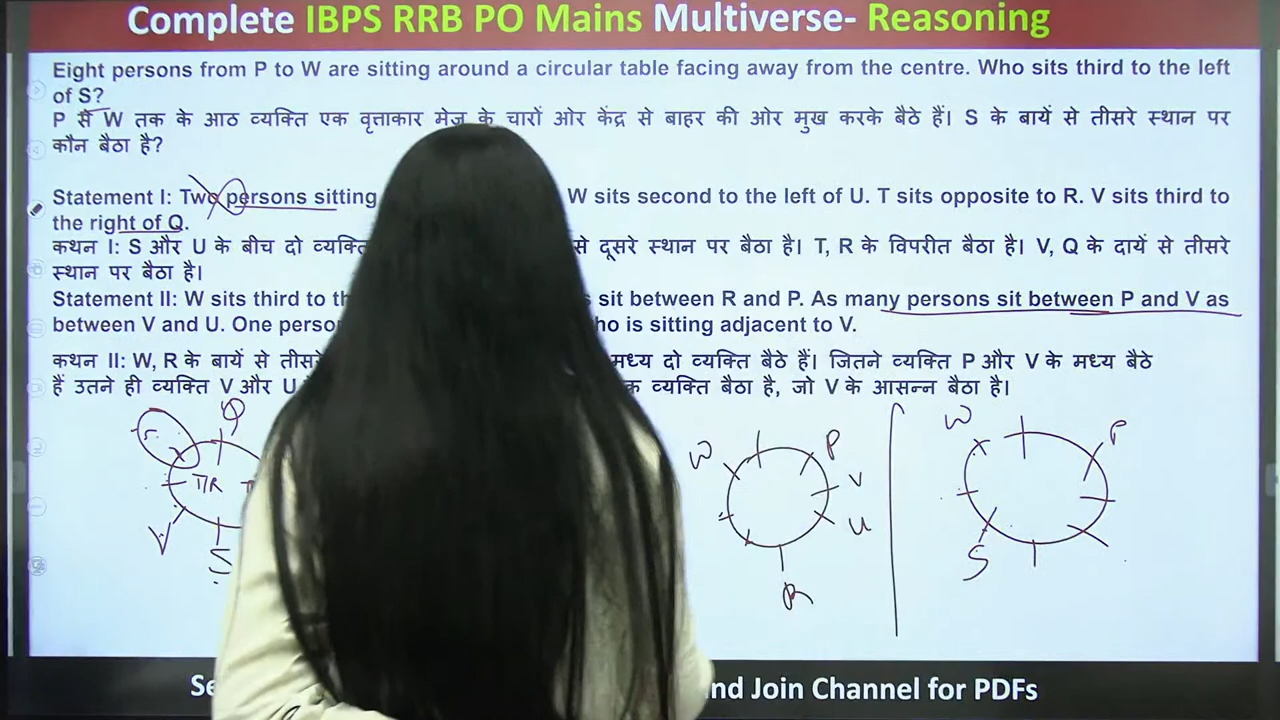 Complete IBPS RRB PO Mains Multiverse- Reasoning
Eight persons from P to W are sitting around a circular table facing away from the centre. Who sits third to the left
of S?
P से W तक के आठ व्यक्ति एक वृत्ताकार मेज के चारों ओर केंद्र से बाहर की ओर मुख करके बैठे हैं। S के बायें से तीसरे स्थान पर
कौन बैठा है?
Statement I: Two persons sitting W sits second to the left of U. T sits opposite to R. V sits third to
the right of Q.
कथन I: S और U के बीच दो व्यक्ति से दूसरे स्थान पर बैठा है। T, R के विपरीत बैठा है। V, Q के दायें से तीसरे
स्थान पर बैठा है।
Statement II: W sits third to sit between R and P. As many persons sit between P and V as
between V and U. One who is sitting adjacent to V.
कथन II: W, R के बायें से मध्य दो व्यक्ति बैठे हैं। जितने व्यक्ति P और V के मध्य बैठे
हैं उतने ही व्यक्ति V और U व्यक्ति बैठा है, जो V के आसन्न बैठा है।
Q
T/R
V
S
W
P
V
U
R
W
P
S
and Join Channel for PDFs